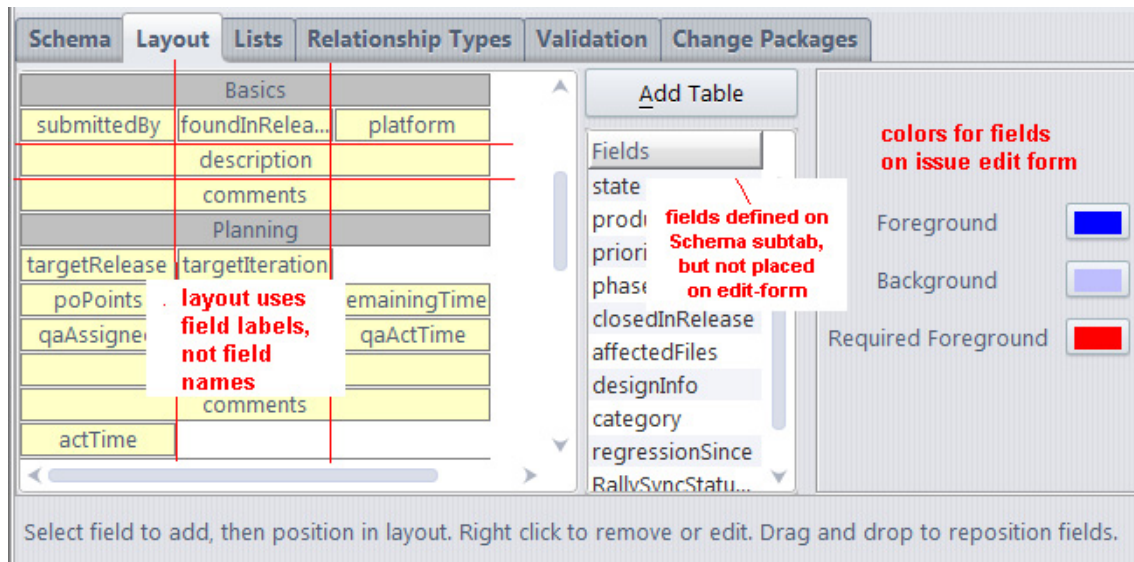 Schema Layout Lists Relationship Types Validation Change Packages
Basics
submittedBy foundInRelea... platform
description
comments
Planning
targetRelease targetIteration
poPoints emainingTime
qaAssigne qaActTime
comments
actTime
layout uses
field labels,
not field
names
Add Table
Fields
state
produ
priori
phase
closedInRelease
affectedFiles
designInfo
category
regressionSince
RallySyncStatu...
fields defined on
Schema subtab,
but not placed
on edit-form
colors for fields
on issue edit form
Foreground
Background
Required Foreground
Select field to add, then position in layout. Right click to remove or edit. Drag and drop to reposition fields.